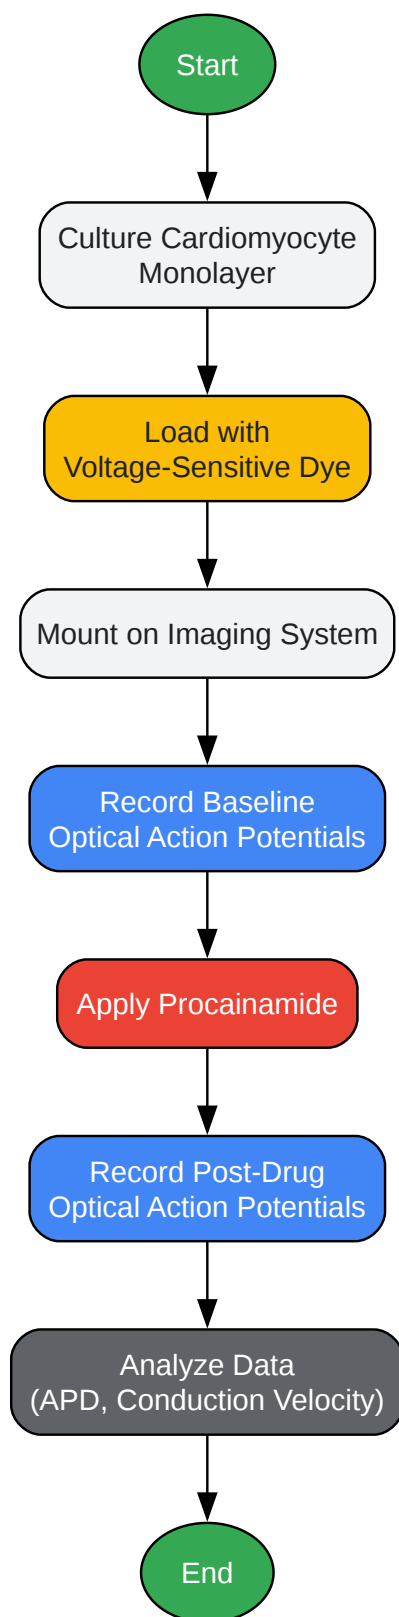 Start
Culture Cardiomyocyte
Monolayer
Load with
Voltage-Sensitive Dye
Mount on Imaging System
Record Baseline
Optical Action Potentials
Apply Procainamide
Record Post-Drug
Optical Action Potentials
Analyze Data
(APD, Conduction Velocity)
End